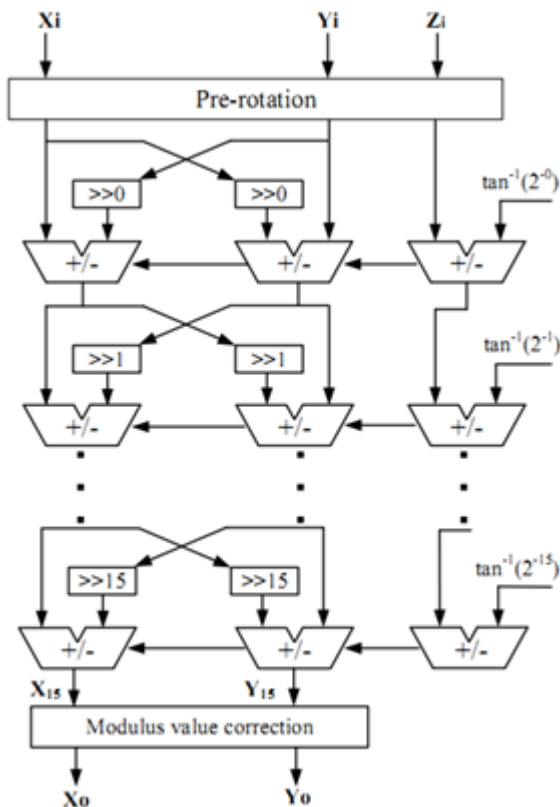 Xi Yi Zi
Pre-rotation
tan⁻¹(2⁻⁰)
>>0 >>0
+/- +/- +/-
tan⁻¹(2⁻¹)
>>1 >>1
+/- +/- +/-
tan⁻¹(2⁻¹⁵)
>>15 >>15
+/- +/- +/-
X₁₅ Y₁₅
Modulus value correction
Xo Yo